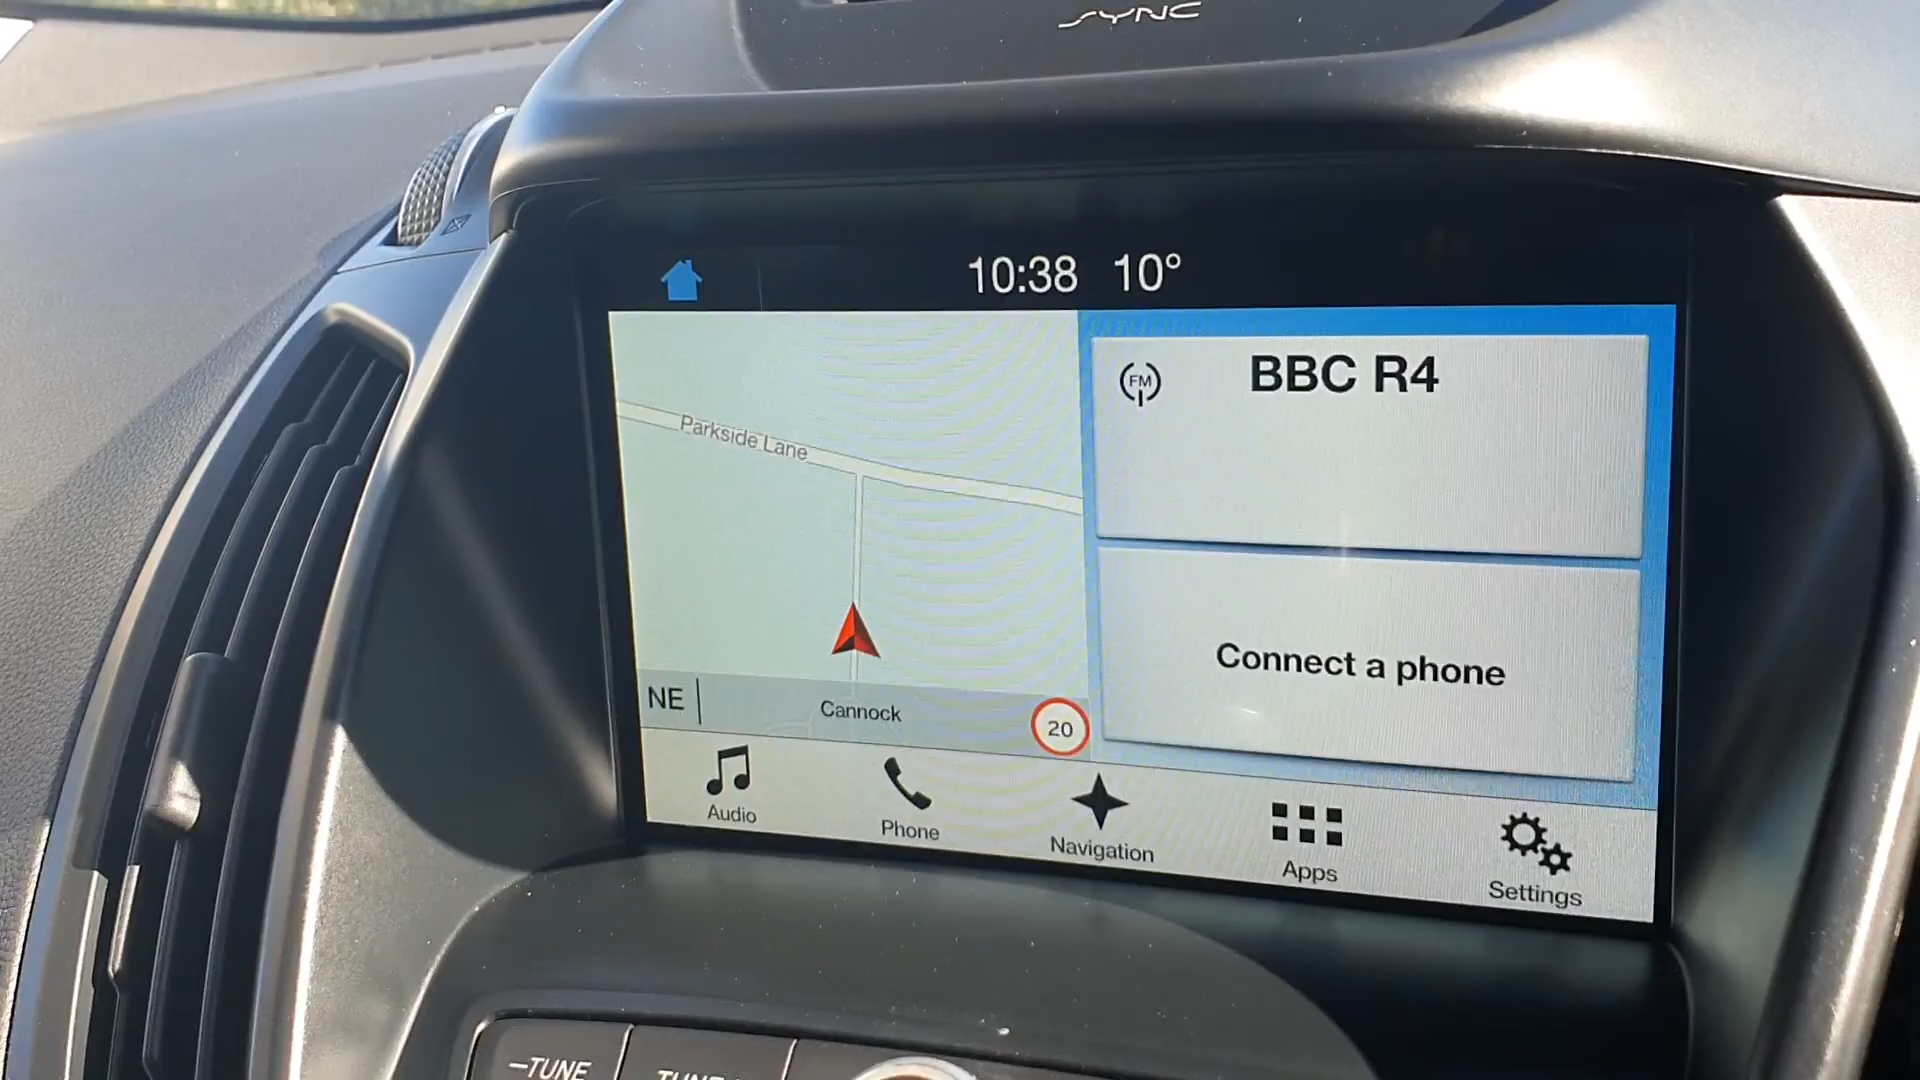 SYNC
10:38 10°
FM
BBC R4
Parkside Lane
Connect a phone
NE
Cannock
20
Audio
Phone
Navigation
Apps
Settings
–TUNE
TUNE